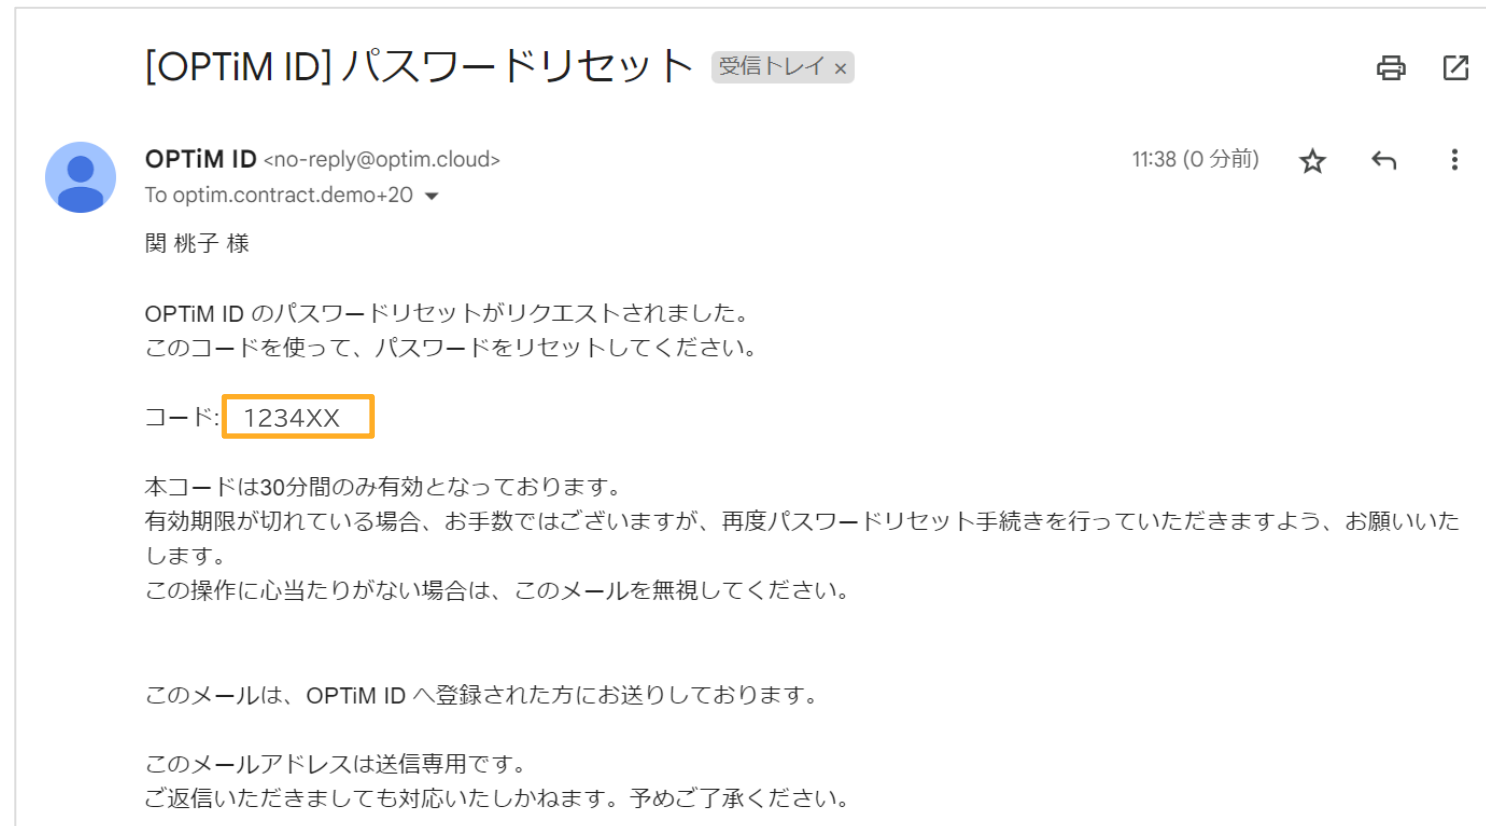 [OPTiM ID] パスワードリセット 受信トレイ ×
OPTiM ID <no-reply@optim.cloud> 11:38 (0 分前)
To optim.contract.demo+20
関 桃子 様
OPTiM ID のパスワードリセットがリクエストされました。
このコードを使って、パスワードをリセットしてください。
コード: 1234XX
本コードは30分間のみ有効となっております。
有効期限が切れている場合、お手数ではございますが、再度パスワードリセット手続きを行っていただきますよう、お願いいた
します。
この操作に心当たりがない場合は、このメールを無視してください。
このメールは、OPTiM ID へ登録された方にお送りしております。
このメールアドレスは送信専用です。
ご返信いただきましても対応いたしかねます。予めご了承ください。